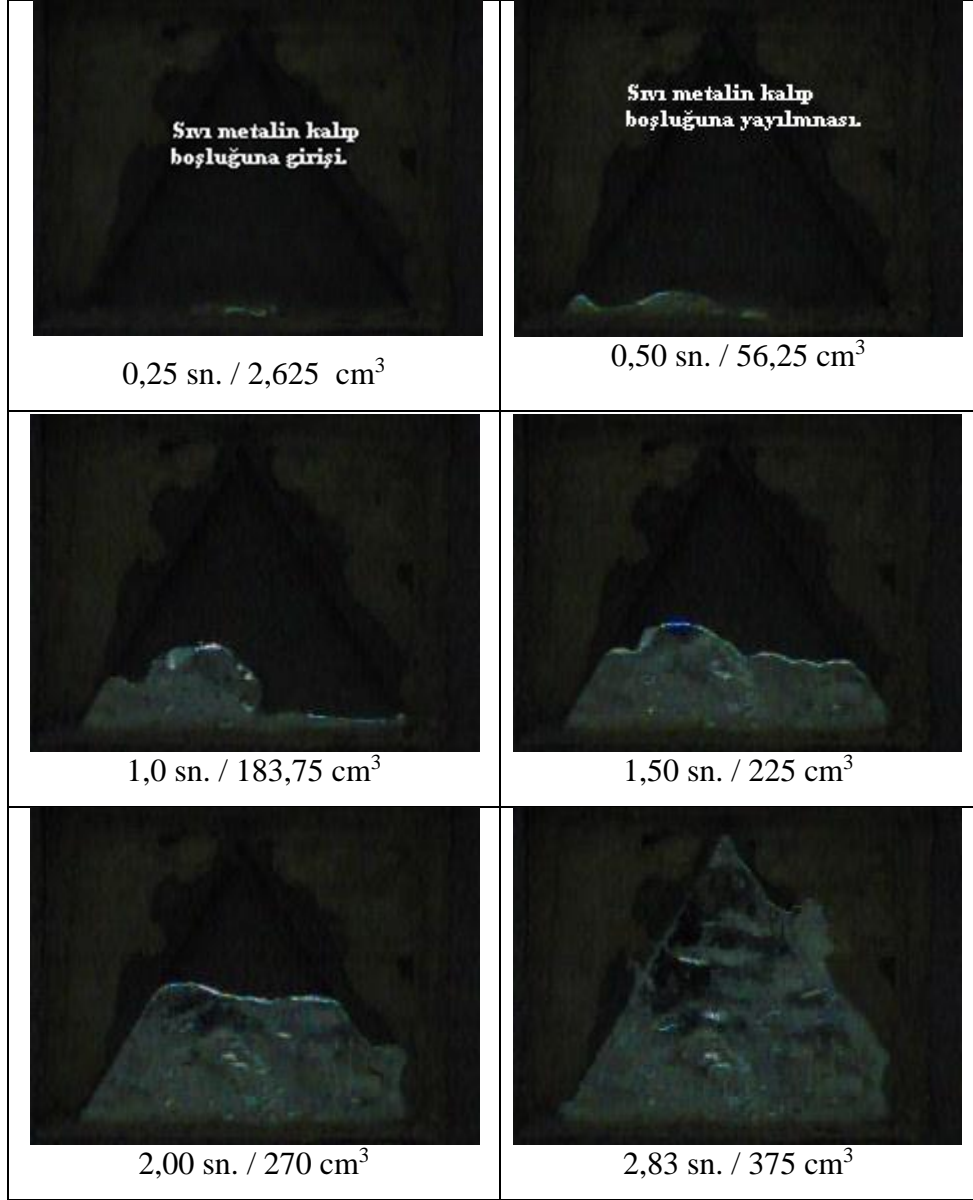 Sıvı metalin kalıp
boşluğuna girişi.
Sıvı metalin kalıp
boşluğuna yayılmnası.
0,25 sn. / 2,625 cm³
0,50 sn. / 56,25 cm³
1,0 sn. / 183,75 cm³
1,50 sn. / 225 cm³
2,00 sn. / 270 cm³
2,83 sn. / 375 cm³